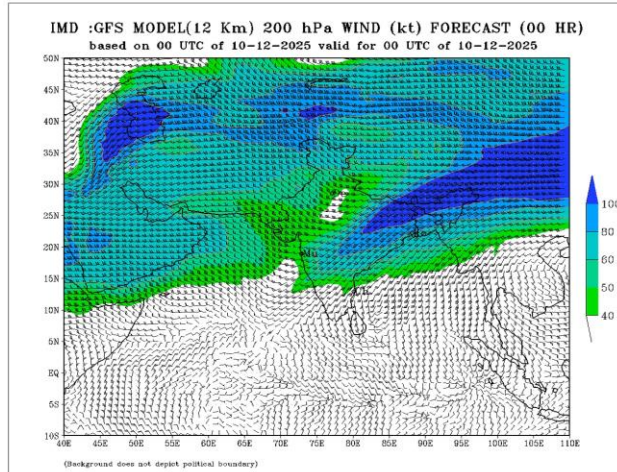 IMD :GFS MODEL(12 Km) 200 hPa WIND (kt) FORECAST (00 HR)
based on 00 UTC of 10-12-2025 valid for 00 UTC of 10-12-2025
50N
45N
40N
35N
30N
25N
20N
15N
10N
5N
EQ
5S
10S
40E 45E 50E 55E 60E 65E 70E 75E 80E 85E 90E 95E 100E 105E 110E
100
80
60
50
40
(Background does not depict political boundary)